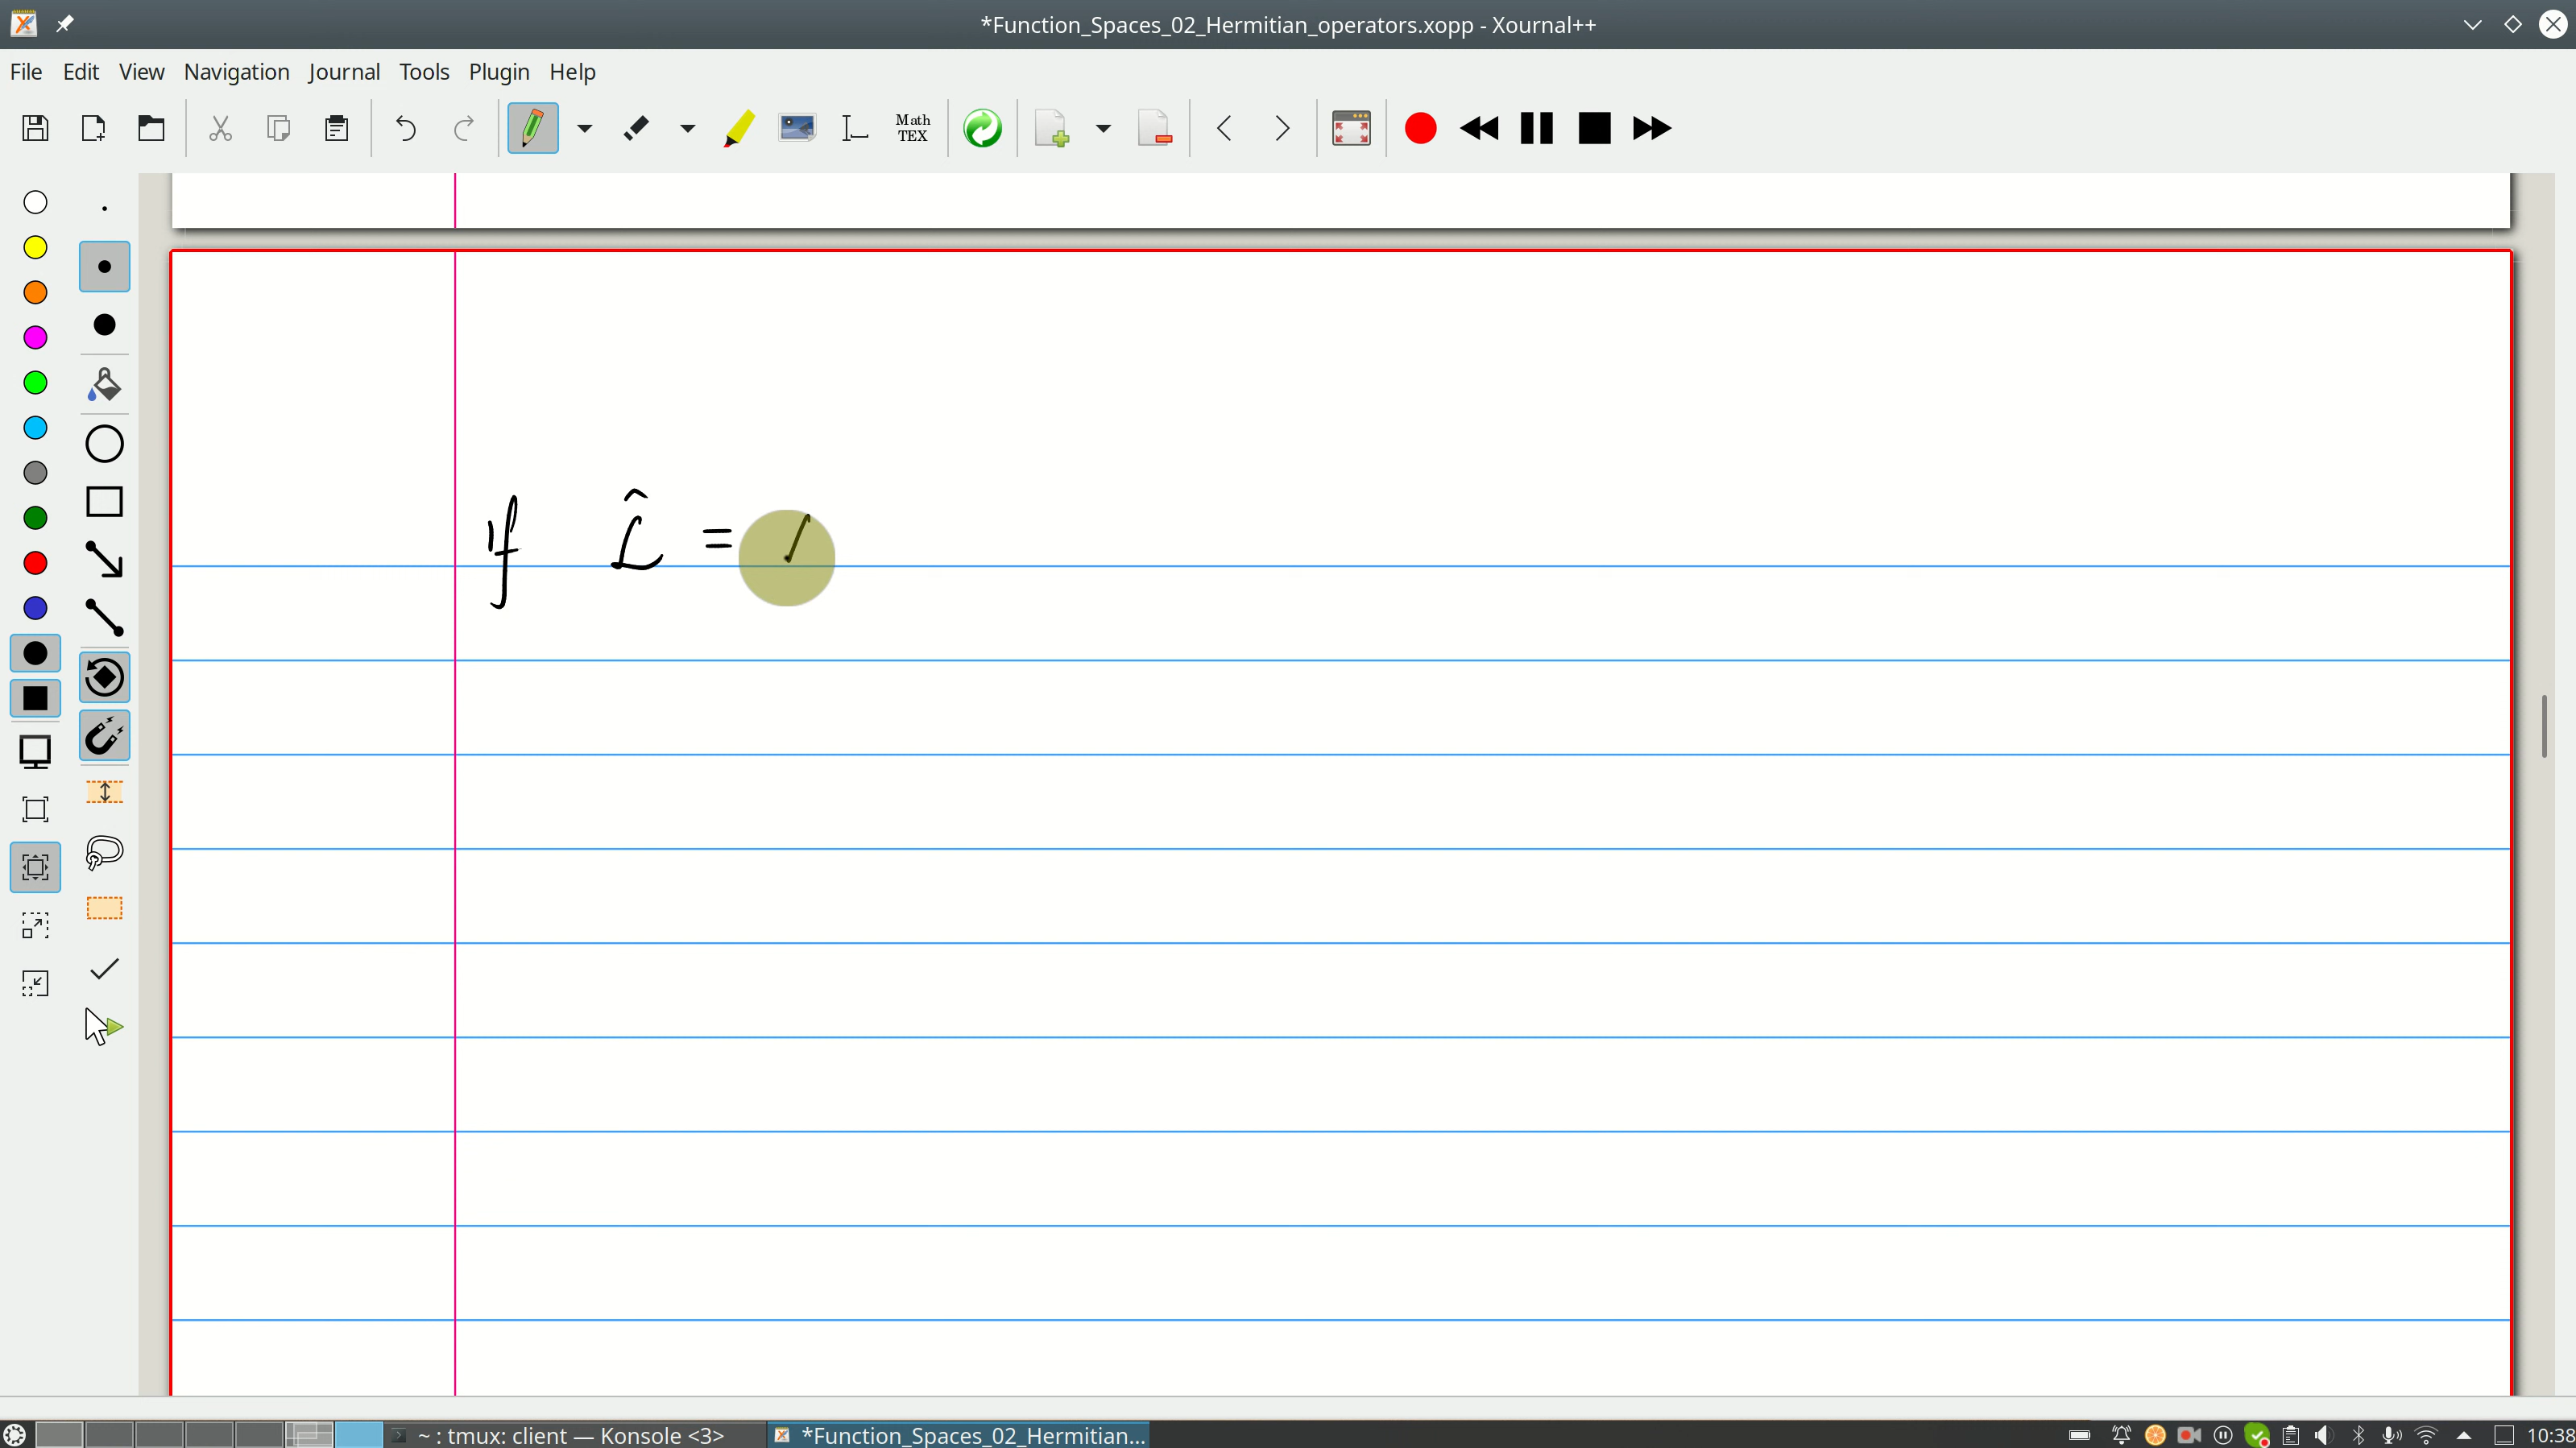 *Function_Spaces_02_Hermitian_operators.xopp - Xournal++
File Edit View Navigation Journal Tools Plugin Help
Math
TEX
if L̂ =
~ : tmux: client — Konsole <3>
*Function_Spaces_02_Hermitian...
10:38